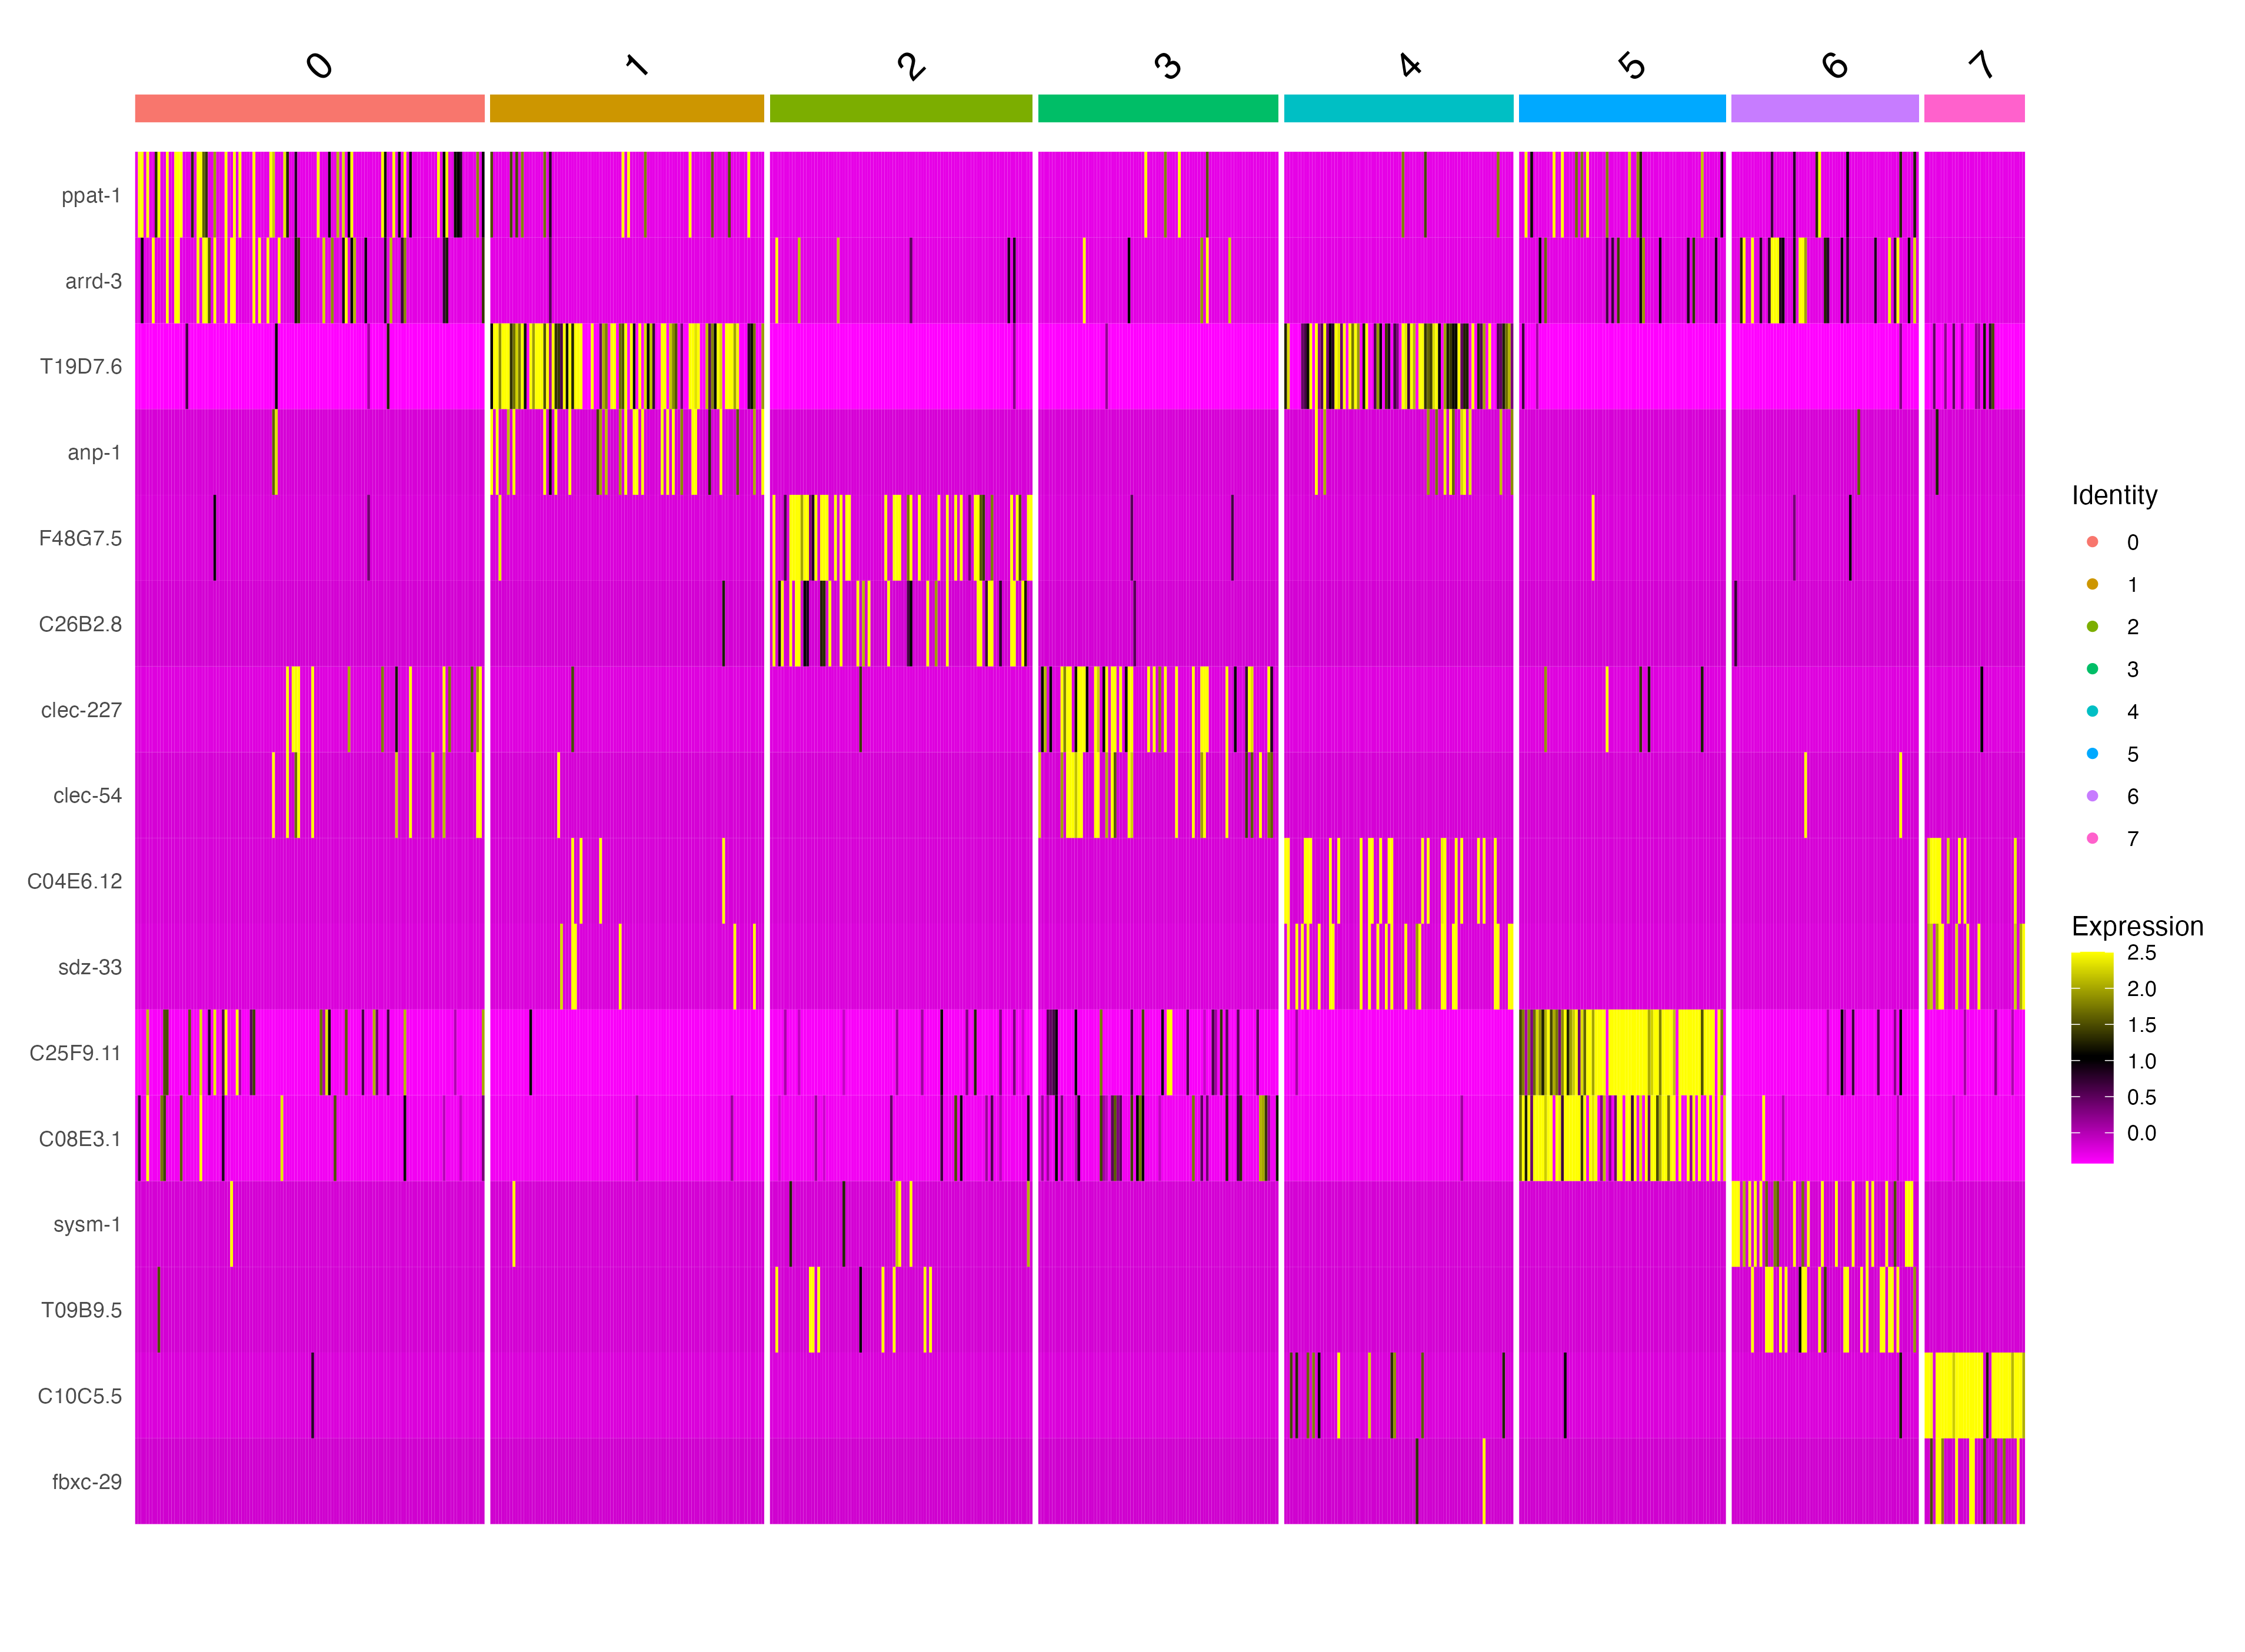 0 1 2 3 4 5 6 7
ppat-1
arrd-3
T19D7.6
anp-1
F48G7.5
C26B2.8
clec-227
clec-54
C04E6.12
sdz-33
C25F9.11
C08E3.1
sysm-1
T09B9.5
C10C5.5
fbxc-29
Identity
0
1
2
3
4
5
6
7
Expression
2.5
2.0
1.5
1.0
0.5
0.0